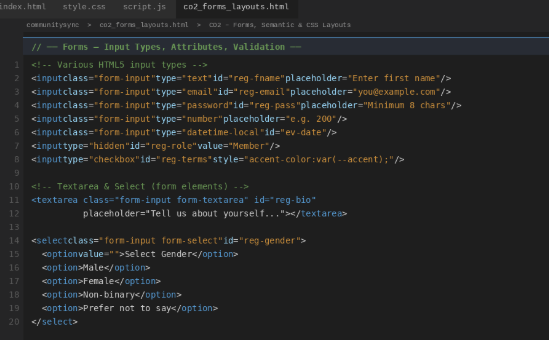 index.html style.css script.js co2_forms_layouts.html
communitysync > co2_forms_layouts.html > CO2 - Forms, Semantic & CSS Layouts
// —— Forms — Input Types, Attributes, Validation ——
1 <!-- Various HTML5 input types -->
2 <inputclass="form-input"type="text"id="reg-fname"placeholder="Enter first name"/>
3 <inputclass="form-input"type="email"id="reg-email"placeholder="you@example.com"/>
4 <inputclass="form-input"type="password"id="reg-pass"placeholder="Minimum 8 chars"/>
5 <inputclass="form-input"type="number"placeholder="e.g. 200"/>
6 <inputclass="form-input"type="datetime-local"id="ev-date"/>
7 <inputtype="hidden"id="reg-role"value="Member"/>
8 <inputtype="checkbox"id="reg-terms"style="accent-color:var(--accent);"/>
9
10 <!-- Textarea & Select (form elements) -->
11 <textarea class="form-input form-textarea" id="reg-bio"
12 placeholder="Tell us about yourself..."></textarea>
13
14 <selectclass="form-input form-select"id="reg-gender">
15 <optionvalue="">Select Gender</option>
16 <option>Male</option>
17 <option>Female</option>
18 <option>Non-binary</option>
19 <option>Prefer not to say</option>
20 </select>